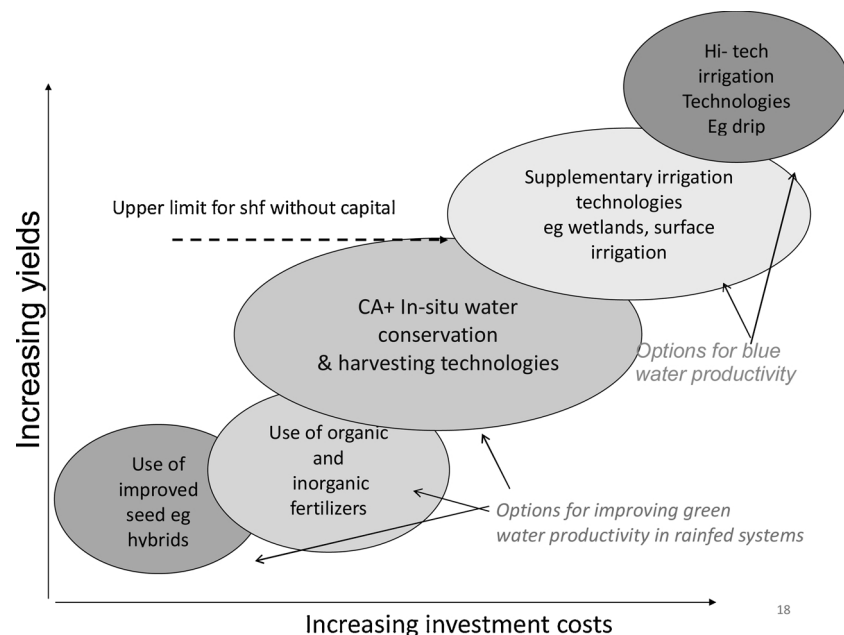 Hi- tech
irrigation
Technologies
Eg drip
Supplementary irrigation
technologies
eg wetlands, surface
irrigation
Upper limit for shf without capital
Increasing yields
CA+ In-situ water
conservation
& harvesting technologies
Options for blue
water productivity
Use of organic
and
inorganic
fertilizers
Use of
improved
seed eg
hybrids
Options for improving green
water productivity in rainfed systems
Increasing investment costs
18